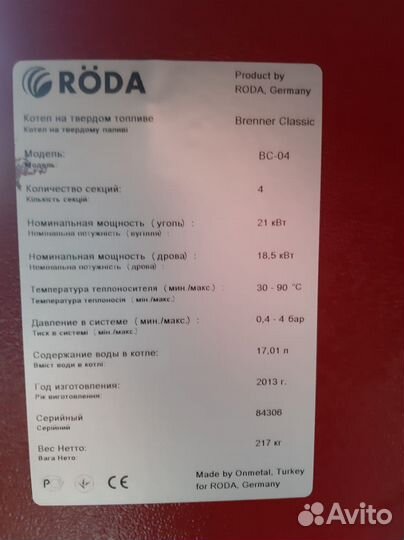 RÖDA
Product by
RODA, Germany
Котел на твердом топливе
Котел на твердому паливі
Brenner Classic
Модель:
Модель:
BC-04
Количество секций:
Кількість секцій:
4
Номинальная мощность ( уголь) :
Номінальна потужність ( вугілля) :
21 кВт
Номинальная мощность ( дрова) :
Номінальна потужність ( дрова) :
18,5 кВт
Температура теплоносителя ( мин./макс.) :
Температура теплоносія ( мін./макс.)
30 - 90 °C
Давление в системе ( мин./макс.) :
Тиск в системі ( мін./макс.)
0,4 - 4 бар
Содержание воды в котле:
Вміст води в котлі:
17,01 л
Год изготовления:
Рік виготовлення:
2013 г.
Серийный
Серійний
84306
Вес Нетто:
Вага Нето:
217 кг
CE
Made by Onmetal, Turkey
for RODA, Germany
Avito